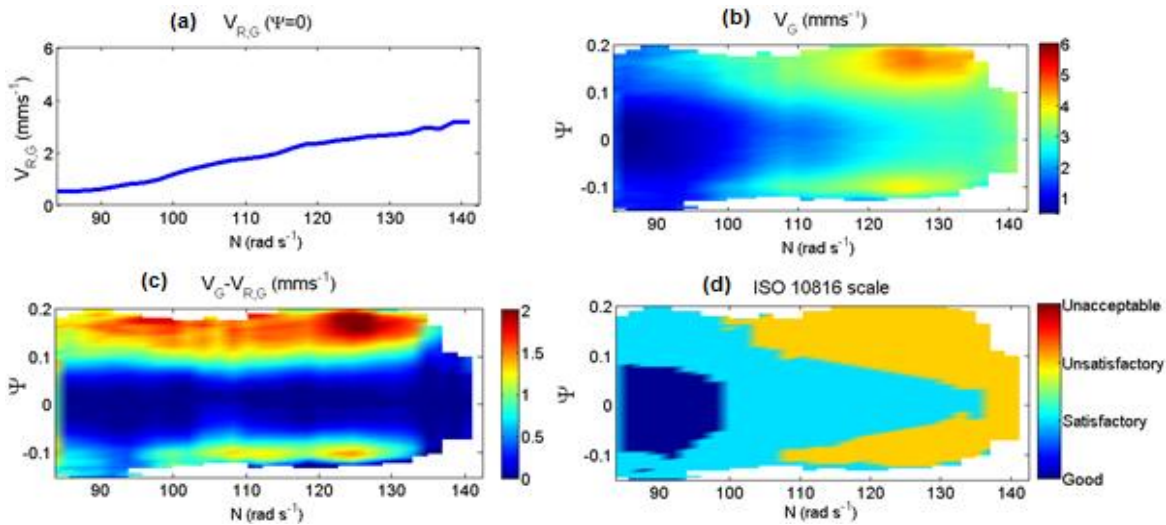 (a) V_R,G (Ψ=0)
6
4
2
0
V_R,G (mms⁻¹)
90 100 110 120 130 140
N (rad s⁻¹)
(b) V_G (mms⁻¹)
0.2
0.1
0
-0.1
Ψ
90 100 110 120 130 140
N (rad s⁻¹)
6
5
4
3
2
1
(c) V_G-V_R,G (mms⁻¹)
0.2
0.1
0
-0.1
Ψ
90 100 110 120 130 140
N (rad s⁻¹)
2
1.5
1
0.5
0
(d) ISO 10816 scale
0.2
0.1
0
-0.1
Ψ
90 100 110 120 130 140
N (rad s⁻¹)
Unacceptable
Unsatisfactory
Satisfactory
Good